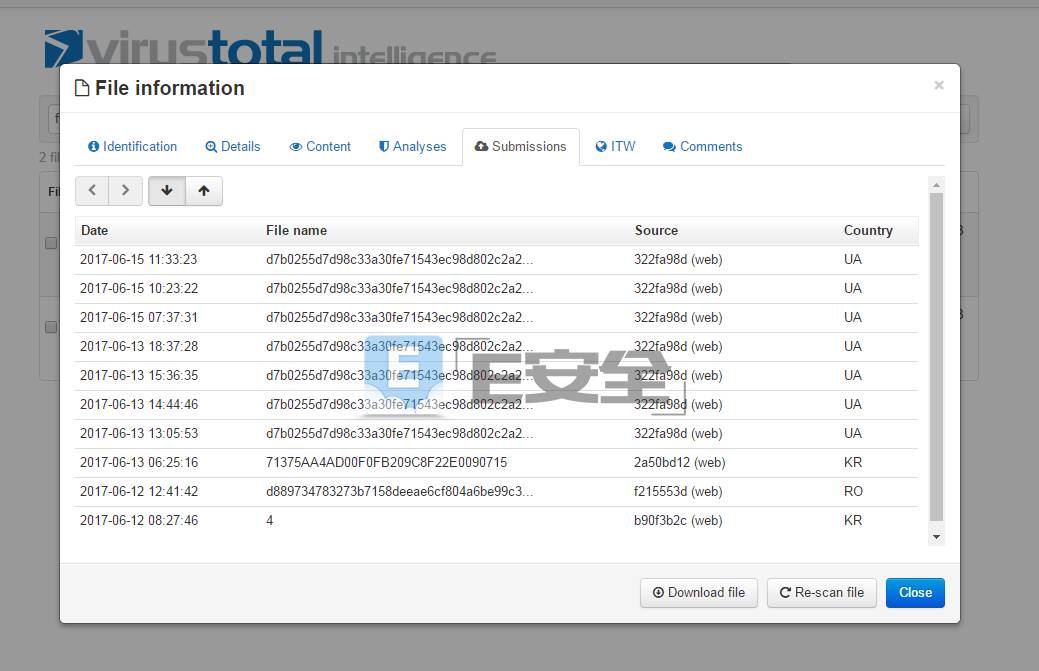 virustotal intelligence
File information ×
f
2 fil
Fil
Identification Details Content Analyses Submissions ITW Comments
Date File name Source Country
2017-06-15 11:33:23 d7b0255d7d98c33a30fe71543ec98d802c2a2... 322fa98d (web) UA
2017-06-15 10:23:22 d7b0255d7d98c33a30fe71543ec98d802c2a2... 322fa98d (web) UA
2017-06-15 07:37:31 d7b0255d7d98c33a30fe71543ec98d802c2a2... 322fa98d (web) UA
2017-06-13 18:37:28 d7b0255d7d98c33a30fe71543ec98d802c2a2... 322fa98d (web) UA
2017-06-13 15:36:35 d7b0255d7d98c33a30fe71543ec98d802c2a2... 322fa98d (web) UA
2017-06-13 14:44:46 d7b0255d7d98c33a30fe71543ec98d802c2a2... 322fa98d (web) UA
E安全
2017-06-13 13:05:53 d7b0255d7d98c33a30fe71543ec98d802c2a2... 322fa98d (web) UA
2017-06-13 06:25:16 71375AA4AD00F0FB209C8F22E0090715 2a50bd12 (web) KR
2017-06-12 12:41:42 d889734783273b7158deeae6cf804a6be99c3... f215553d (web) RO
2017-06-12 08:27:46 4 b90f3b2c (web) KR
Download file Re-scan file Close